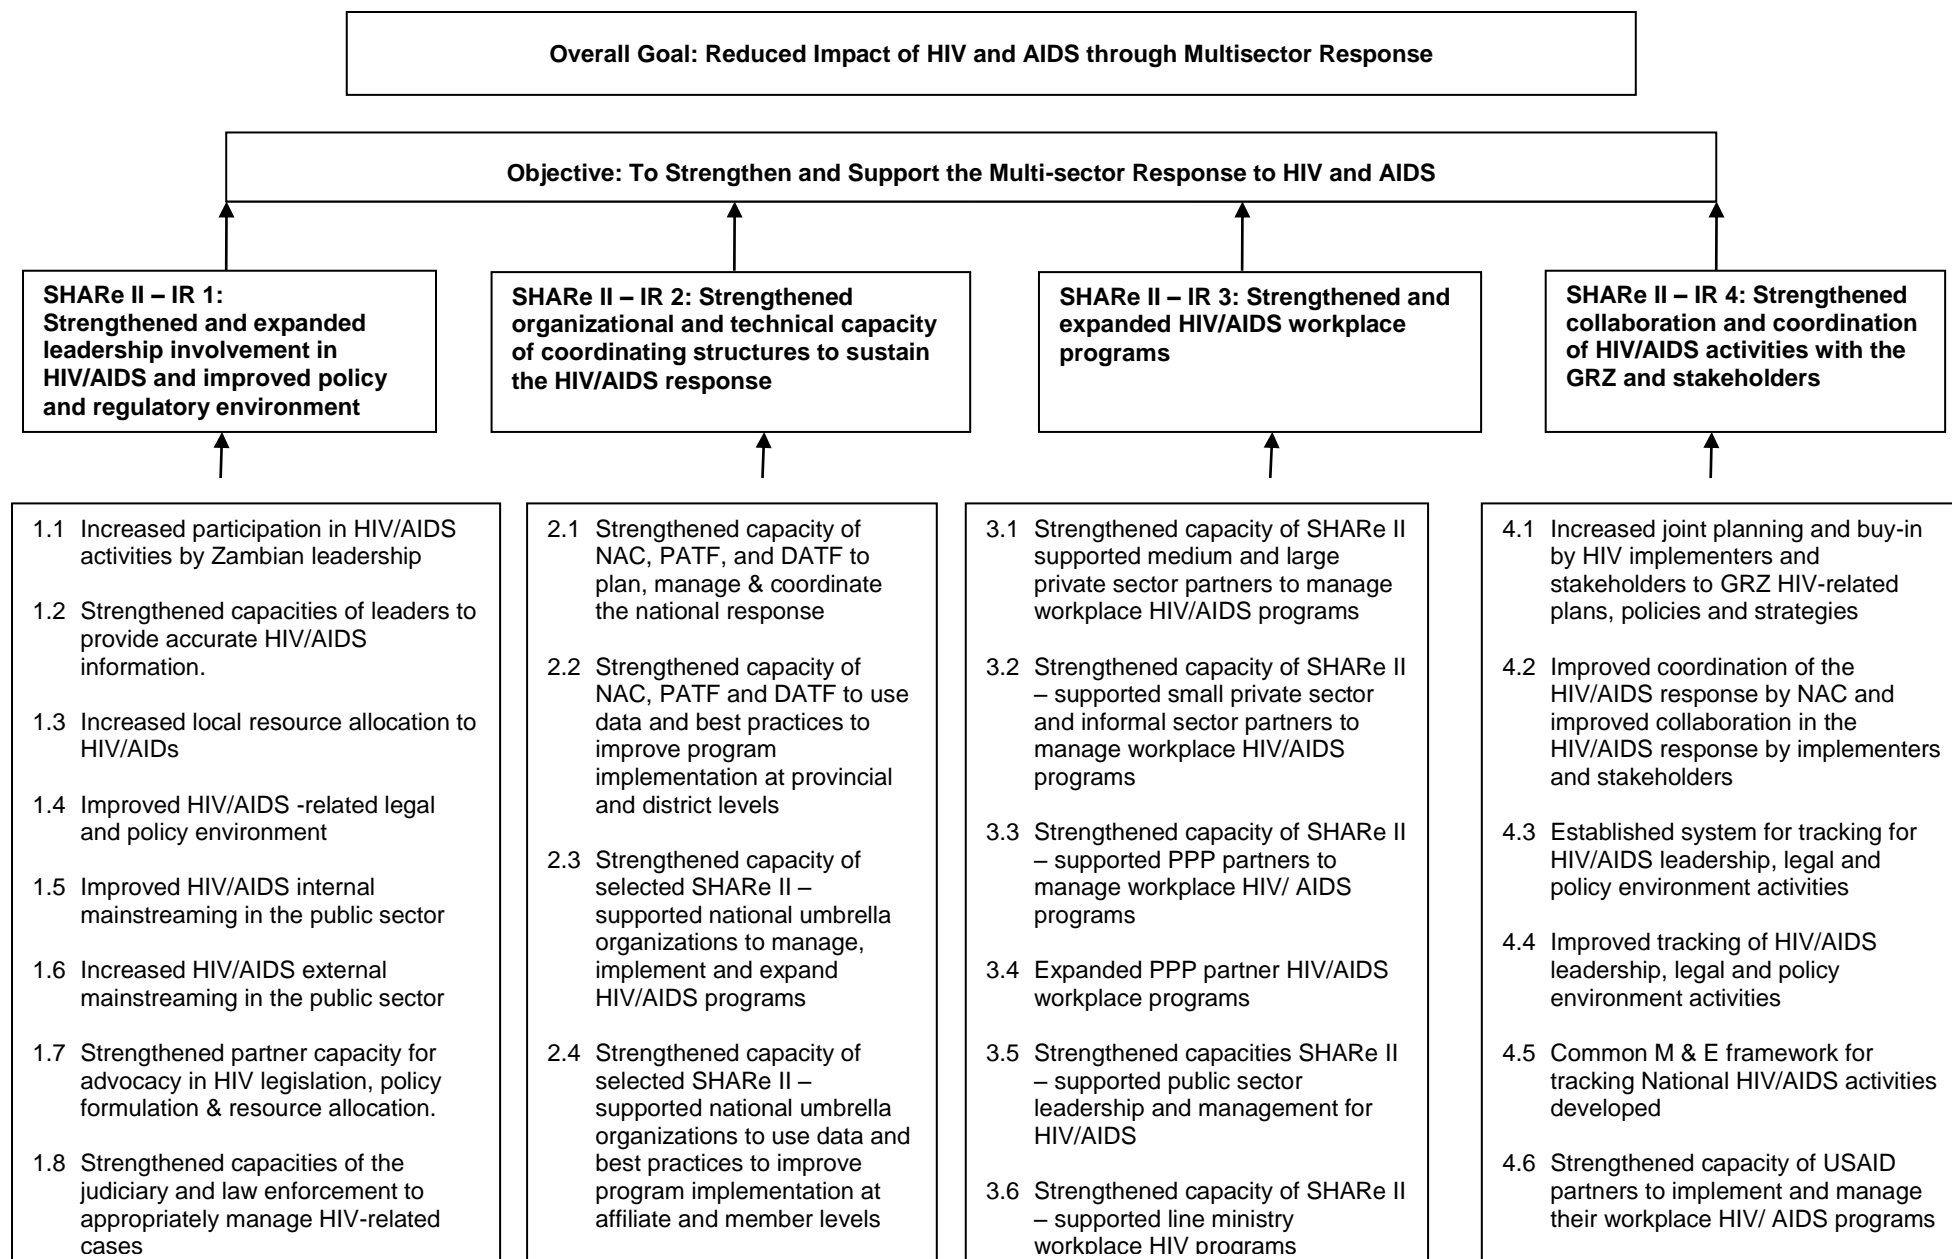 Overall Goal: Reduced Impact of HIV and AIDS through Multisector Response
Objective: To Strengthen and Support the Multi-sector Response to HIV and AIDS
SHARe II – IR 1:
Strengthened and expanded
leadership involvement in
HIV/AIDS and improved policy
and regulatory environment
SHARe II – IR 2: Strengthened
organizational and technical capacity
of coordinating structures to sustain
the HIV/AIDS response
SHARe II – IR 3: Strengthened and
expanded HIV/AIDS workplace
programs
SHARe II – IR 4: Strengthened
collaboration and coordination
of HIV/AIDS activities with the
GRZ and stakeholders
1.1 Increased participation in HIV/AIDS
activities by Zambian leadership
1.2 Strengthened capacities of leaders to
provide accurate HIV/AIDS
information.
1.3 Increased local resource allocation to
HIV/AIDs
1.4 Improved HIV/AIDS -related legal
and policy environment
1.5 Improved HIV/AIDS internal
mainstreaming in the public sector
1.6 Increased HIV/AIDS external
mainstreaming in the public sector
1.7 Strengthened partner capacity for
advocacy in HIV legislation, policy
formulation & resource allocation.
1.8 Strengthened capacities of the
judiciary and law enforcement to
appropriately manage HIV-related
cases
2.1 Strengthened capacity of
NAC, PATF, and DATF to
plan, manage & coordinate
the national response
2.2 Strengthened capacity of
NAC, PATF and DATF to use
data and best practices to
improve program
implementation at provincial
and district levels
2.3 Strengthened capacity of
selected SHARe II –
supported national umbrella
organizations to manage,
implement and expand
HIV/AIDS programs
2.4 Strengthened capacity of
selected SHARe II –
supported national umbrella
organizations to use data and
best practices to improve
program implementation at
affiliate and member levels
3.1 Strengthened capacity of SHARe II
supported medium and large
private sector partners to manage
workplace HIV/AIDS programs
3.2 Strengthened capacity of SHARe II
– supported small private sector
and informal sector partners to
manage workplace HIV/AIDS
programs
3.3 Strengthened capacity of SHARe II
– supported PPP partners to
manage workplace HIV/ AIDS
programs
3.4 Expanded PPP partner HIV/AIDS
workplace programs
3.5 Strengthened capacities SHARe II
– supported public sector
leadership and management for
HIV/AIDS
3.6 Strengthened capacity of SHARe II
– supported line ministry
workplace HIV programs
4.1 Increased joint planning and buy-in
by HIV implementers and
stakeholders to GRZ HIV-related
plans, policies and strategies
4.2 Improved coordination of the
HIV/AIDS response by NAC and
improved collaboration in the
HIV/AIDS response by implementers
and stakeholders
4.3 Established system for tracking for
HIV/AIDS leadership, legal and
policy environment activities
4.4 Improved tracking of HIV/AIDS
leadership, legal and policy
environment activities
4.5 Common M & E framework for
tracking National HIV/AIDS activities
developed
4.6 Strengthened capacity of USAID
partners to implement and manage
their workplace HIV/ AIDS programs